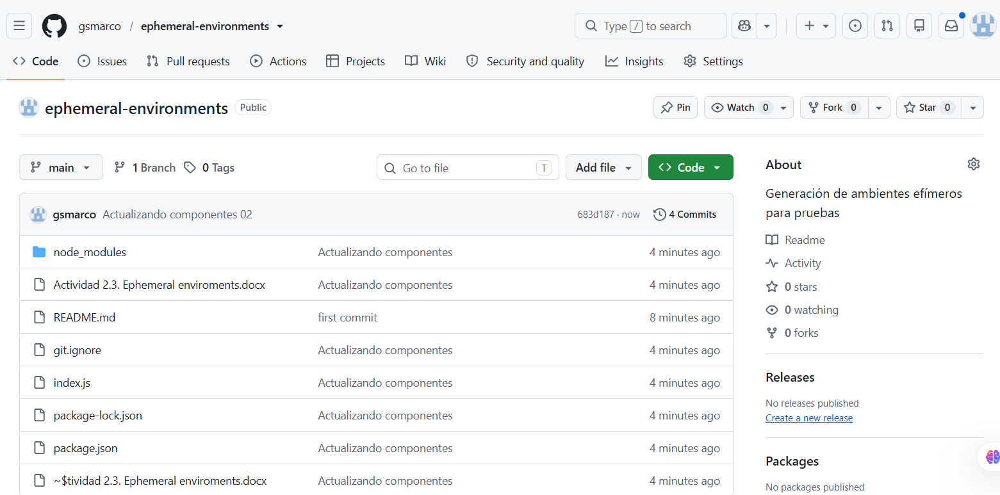 gsmarco / ephemeral-environments
Type / to search
Code Issues Pull requests Actions Projects Wiki Security and quality Insights Settings
ephemeral-environments Public
Pin Watch 0 Fork 0 Star 0
main 1 Branch 0 Tags
Go to file T
Add file
Code
gsmarco Actualizando componentes 02 683d187 · now 4 Commits
node_modules Actualizando componentes 4 minutes ago
Actividad 2.3. Ephemeral enviroments.docx Actualizando componentes 4 minutes ago
README.md first commit 8 minutes ago
git.ignore Actualizando componentes 4 minutes ago
index.js Actualizando componentes 4 minutes ago
package-lock.json Actualizando componentes 4 minutes ago
package.json Actualizando componentes 4 minutes ago
~$tividad 2.3. Ephemeral enviroments.docx Actualizando componentes 4 minutes ago
About
Generación de ambientes efímeros
para pruebas
Readme
Activity
0 stars
0 watching
0 forks
Releases
No releases published
Create a new release
Packages
No packages published